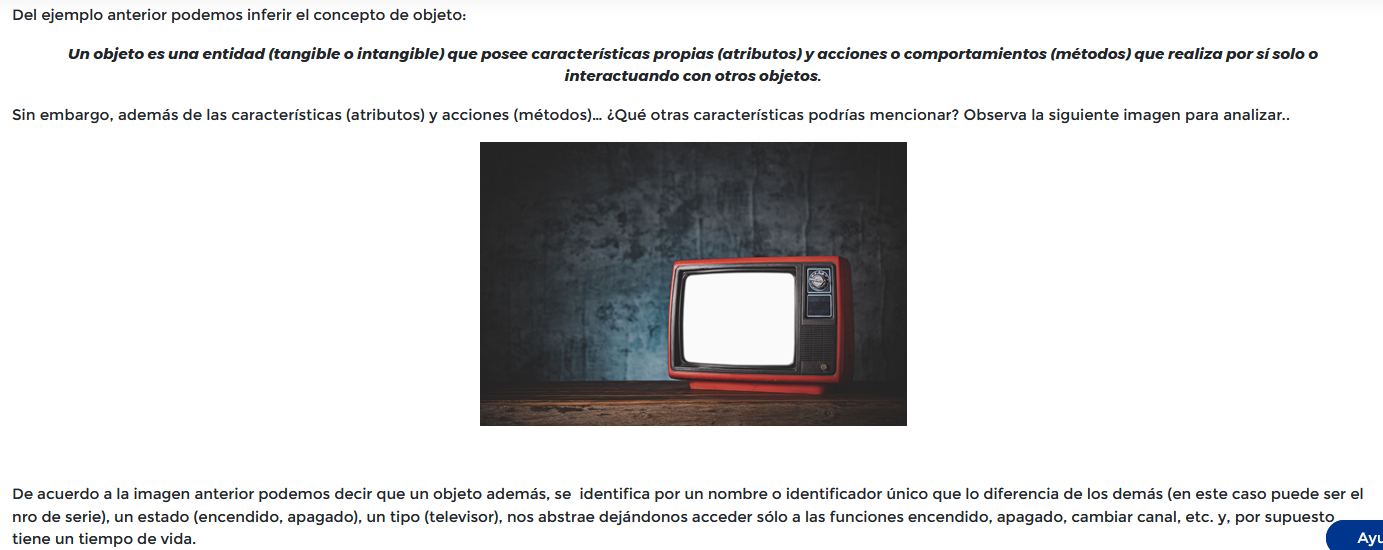 Del ejemplo anterior podemos inferir el concepto de objeto:
Un objeto es una entidad (tangible o intangible) que posee características propias (atributos) y acciones o comportamientos (métodos) que realiza por sí solo o
interactuando con otros objetos.
Sin embargo, además de las características (atributos) y acciones (métodos)... ¿Qué otras características podrías mencionar? Observa la siguiente imagen para analizar..
De acuerdo a la imagen anterior podemos decir que un objeto además, se identifica por un nombre o identificador único que lo diferencia de los demás (en este caso puede ser el
nro de serie), un estado (encendido, apagado), un tipo (televisor), nos abstrae dejándonos acceder sólo a las funciones encendido, apagado, cambiar canal, etc. y, por supuesto
tiene un tiempo de vida.